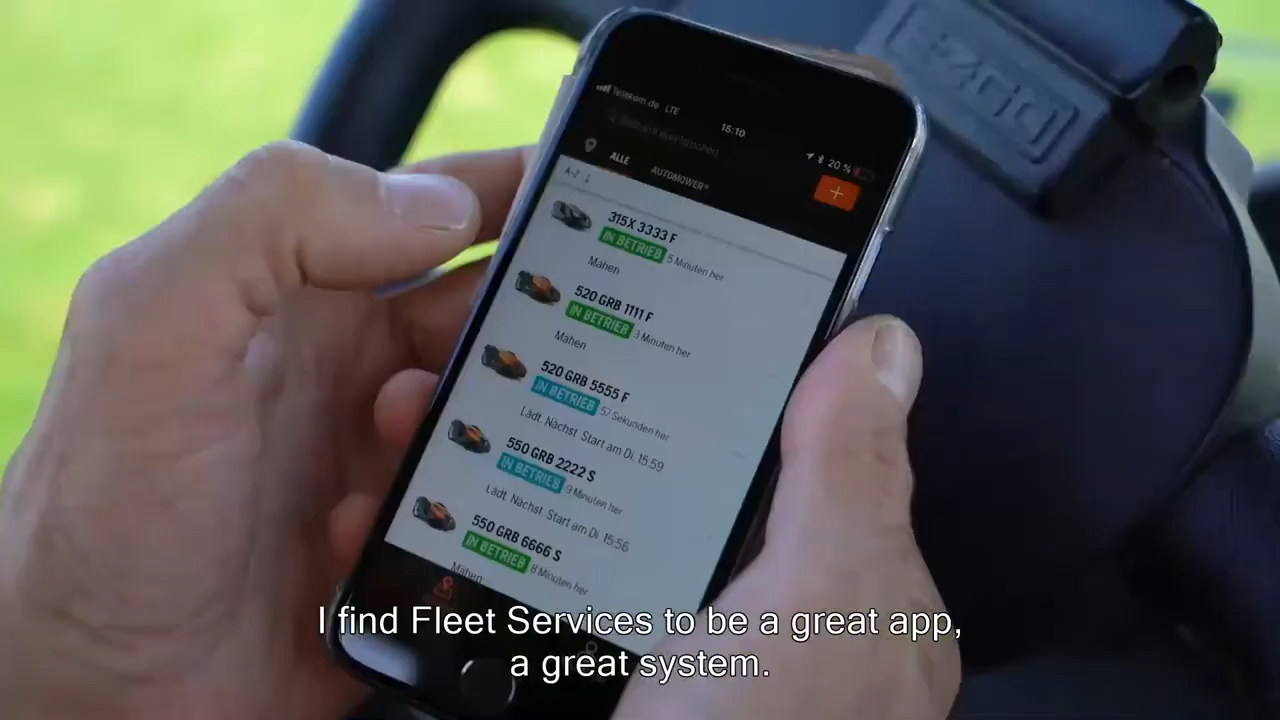 Telekom.de LTE
15:10
20 %
ALLE
AUTOMOWER®
+
A-Z ↓
315X 3333 F
IN BETRIEB 5 Minuten her
Mähen
520 GRB 1111 F
IN BETRIEB 3 Minuten her
Mähen
520 GRB 5555 F
IN BETRIEB 57 Sekunden her
Lädt. Nächst. Start am Di. 15:59
550 GRB 2222 S
IN BETRIEB 9 Minuten her
Lädt. Nächst. Start am Di. 15:56
550 GRB 6666 S
IN BETRIEB 8 Minuten her
Mähen
I find Fleet Services to be a great app,
a great system.